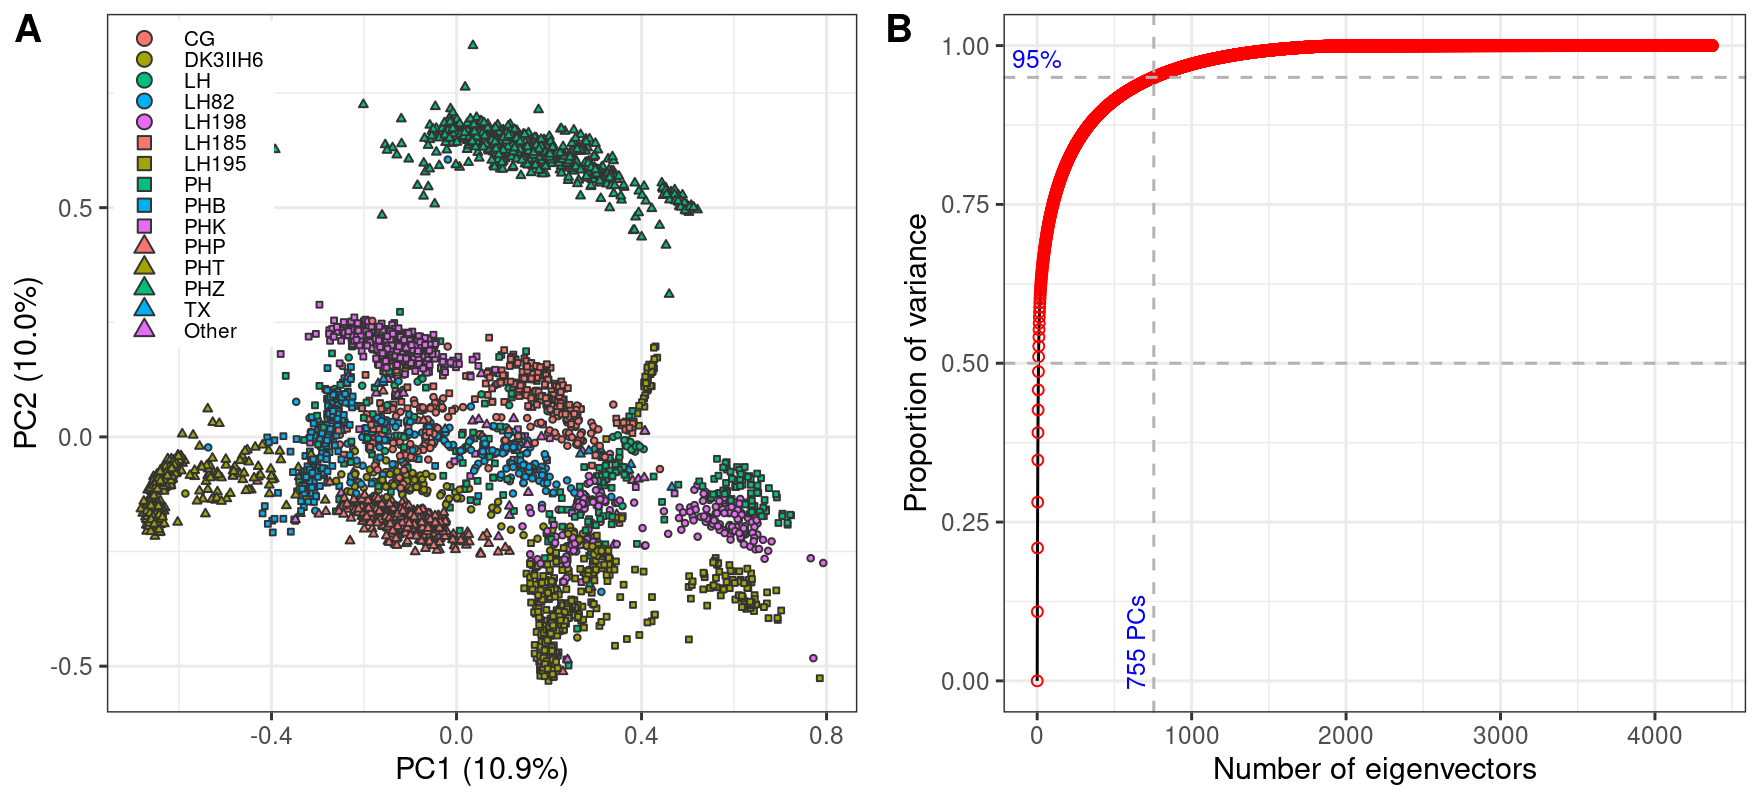 A
CG
DK3IIH6
LH
LH82
LH198
LH185
LH195
PH
PHB
PHK
PHP
PHT
PHZ
TX
Other
0.5
0.0
-0.5
PC2 (10.0%)
-0.4
0.0
0.4
0.8
PC1 (10.9%)
B
95%
755 PCs
1.00
0.75
0.50
0.25
0.00
Proportion of variance
0
1000
2000
3000
4000
Number of eigenvectors